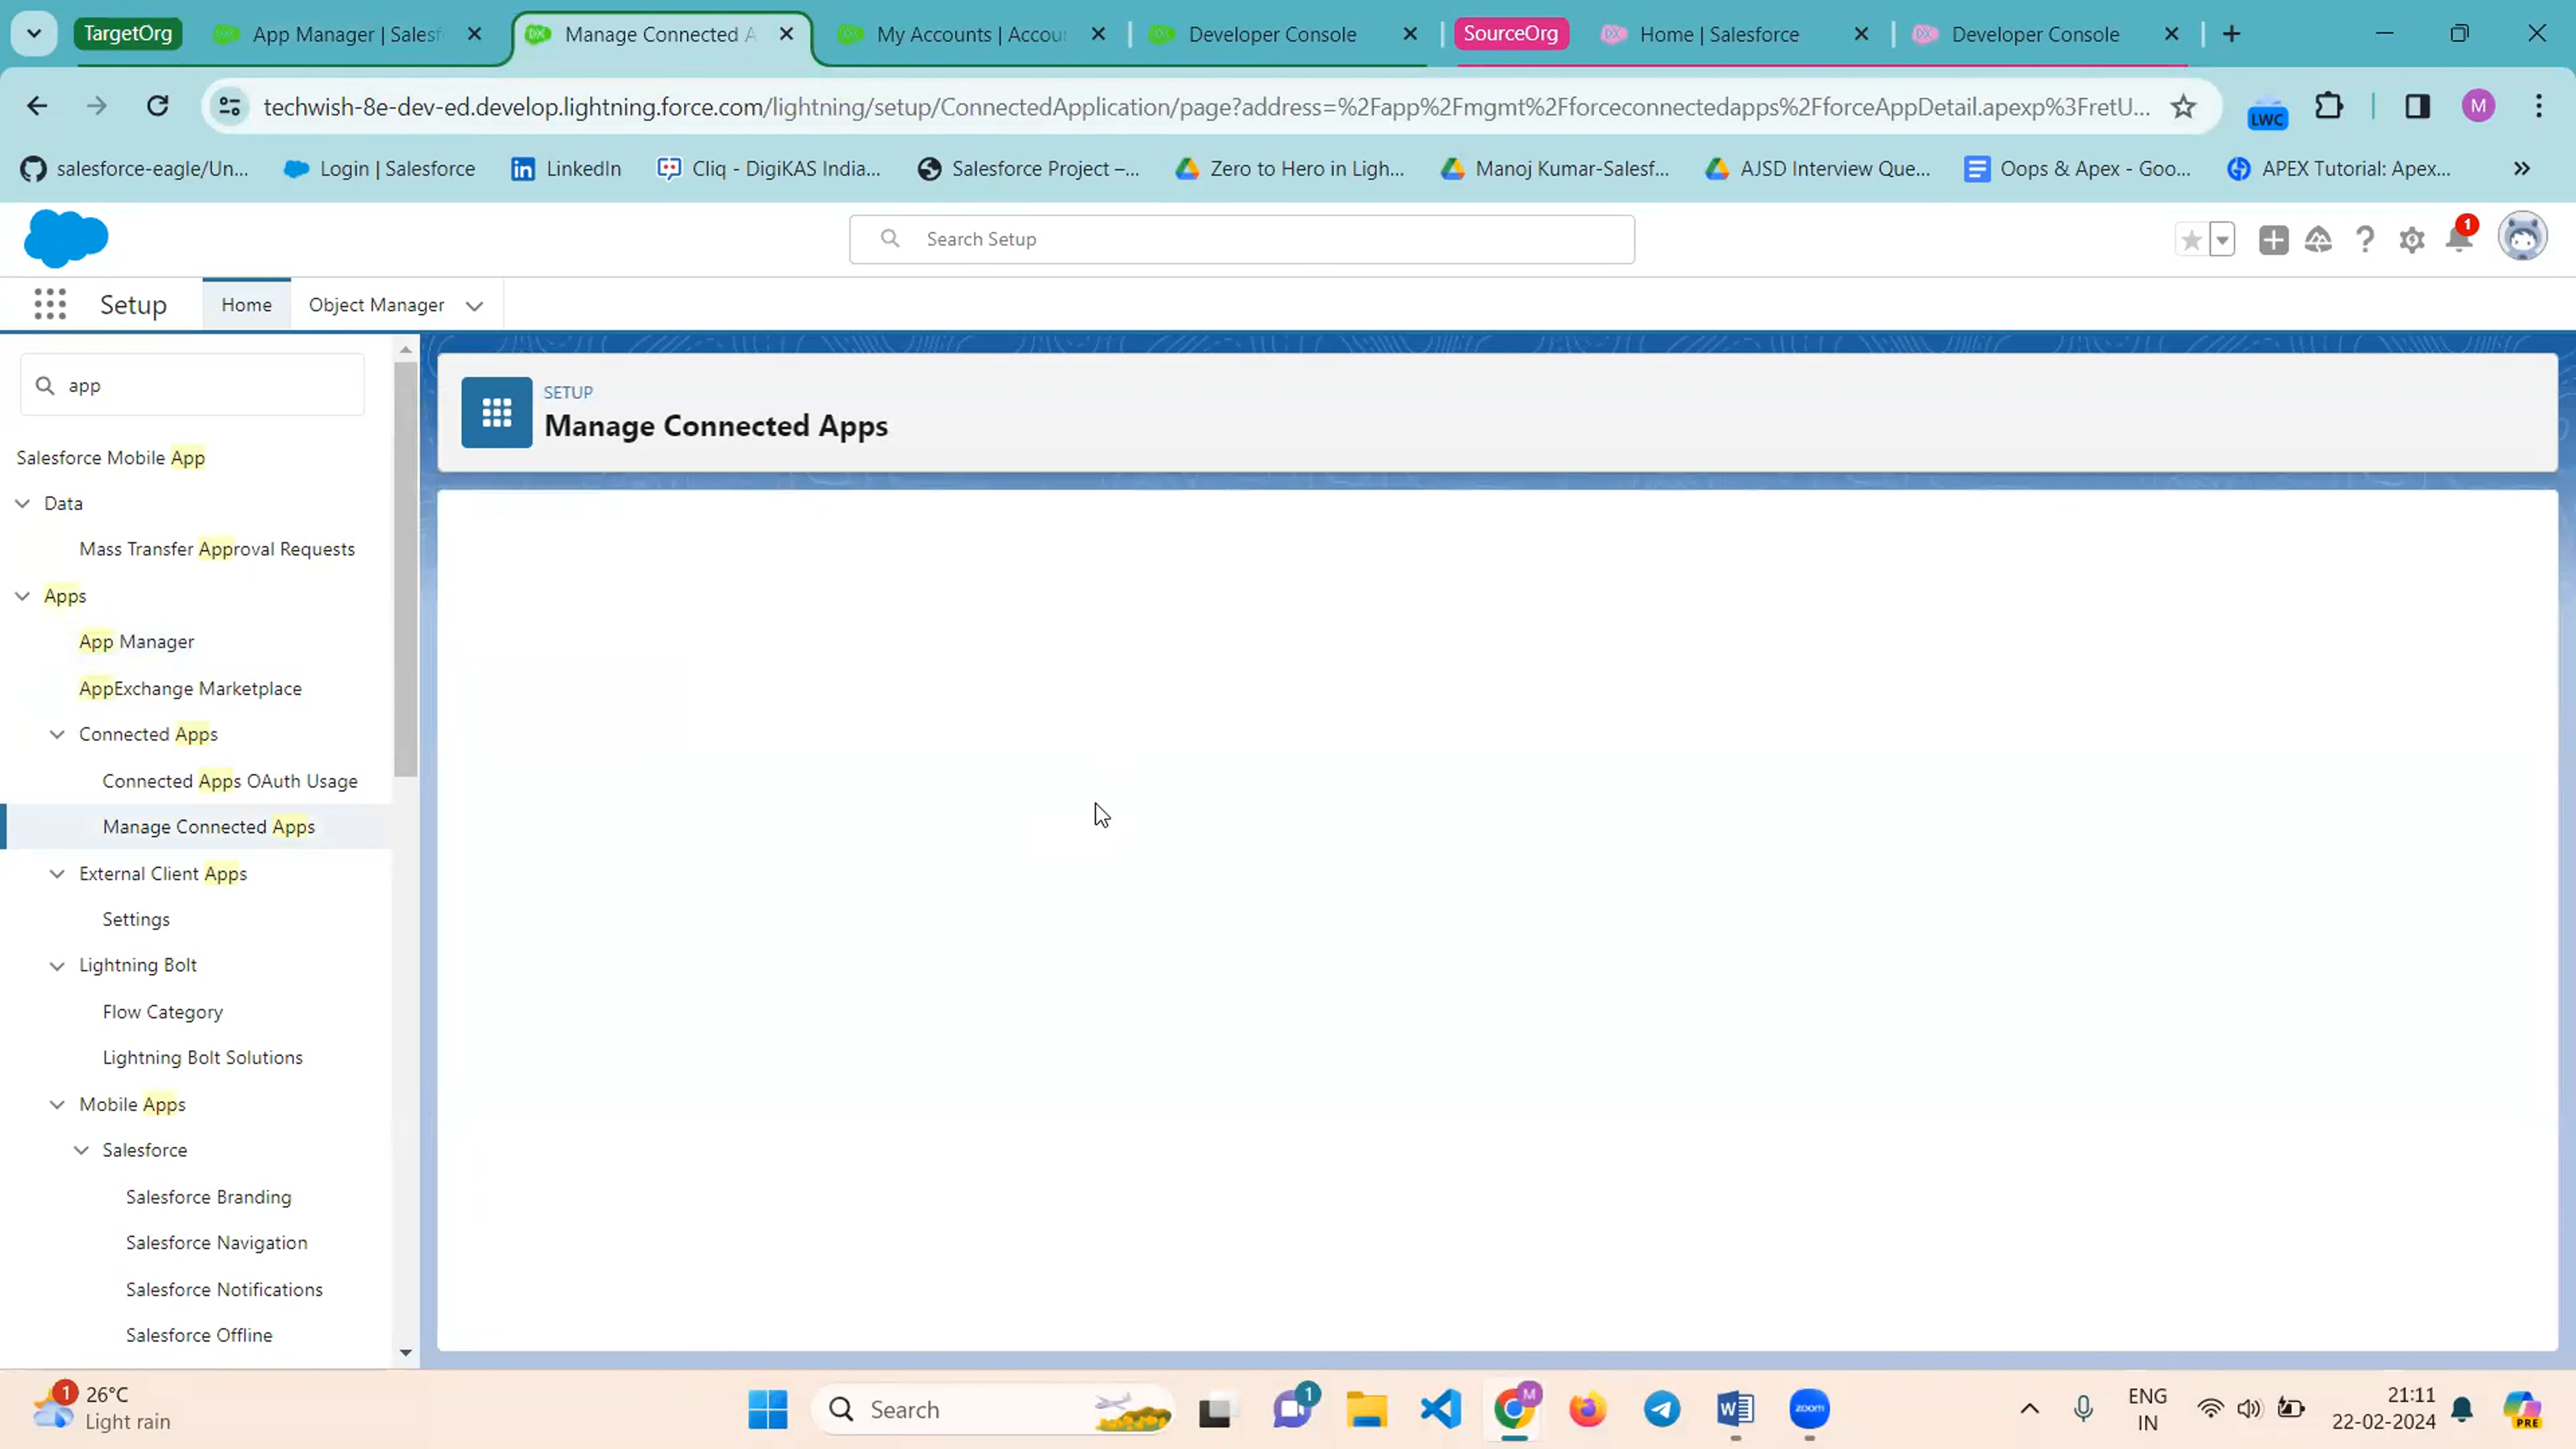 TargetOrg App Manager | Salesf Manage Connected A My Accounts | Accou Developer Console SourceOrg Home | Salesforce Developer Console
techwish-8e-dev-ed.develop.lightning.force.com/lightning/setup/ConnectedApplication/page?address=%2Fapp%2Fmgmt%2Fforceconnectedapps%2FforceAppDetail.apexp%3FretU... LWC M
salesforce-eagle/Un... Login | Salesforce LinkedIn Cliq - DigiKAS India... Salesforce Project –... Zero to Hero in Ligh... Manoj Kumar-Salesf... AJSD Interview Que... Oops & Apex - Goo... APEX Tutorial: Apex... »
Search Setup 1
Setup Home Object Manager
app
SETUP
Manage Connected Apps
Salesforce Mobile App
Data
Mass Transfer Approval Requests
Apps
App Manager
AppExchange Marketplace
Connected Apps
Connected Apps OAuth Usage
Manage Connected Apps
External Client Apps
Settings
Lightning Bolt
Flow Category
Lightning Bolt Solutions
Mobile Apps
Salesforce
Salesforce Branding
Salesforce Navigation
Salesforce Notifications
Salesforce Offline
1 26°C
Light rain
Search
1
M
zoom
ENG
IN
21:11
22-02-2024
PRE